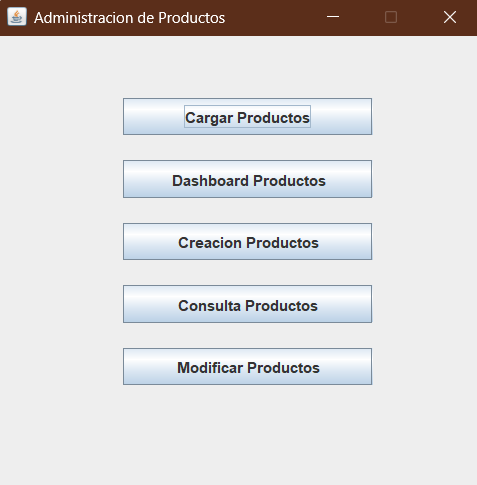 Administracion de Productos
Cargar Productos
Dashboard Productos
Creacion Productos
Consulta Productos
Modificar Productos